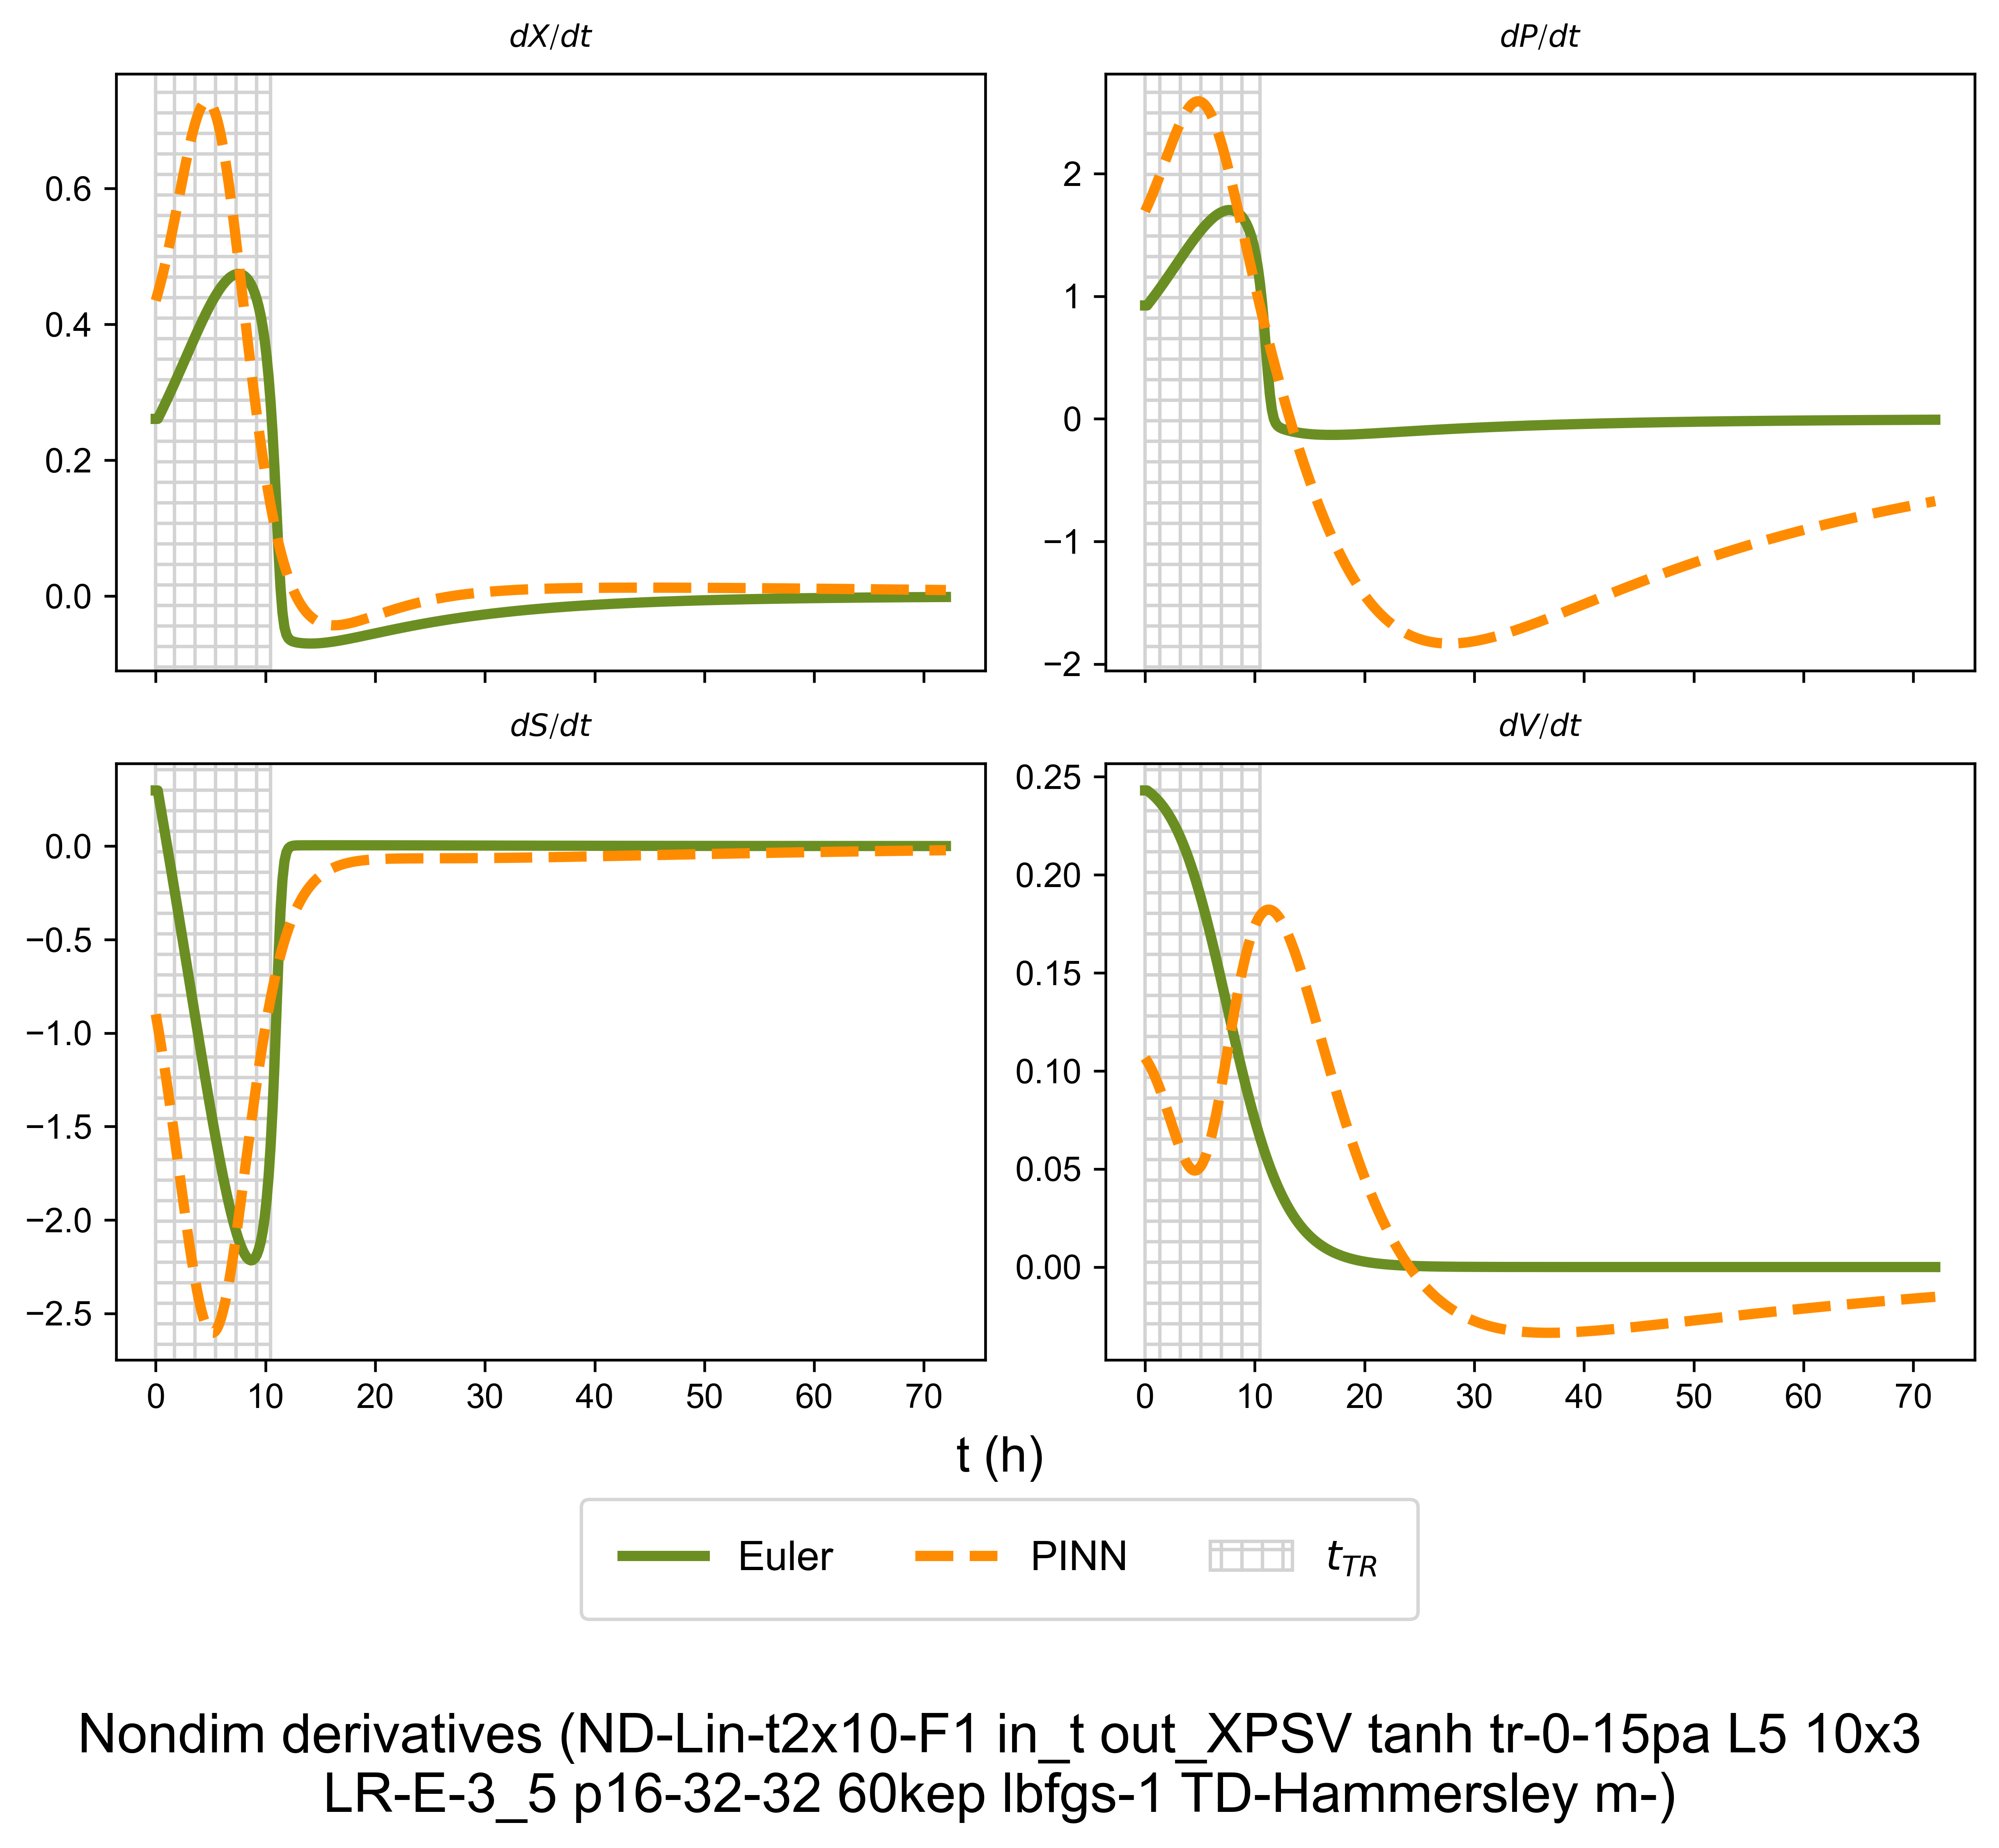 dX/dt
dP/dt
0.6
0.4
0.2
0.0
2
1
0
−1
−2
dS/dt
dV/dt
0.0
−0.5
−1.0
−1.5
−2.0
−2.5
0.25
0.20
0.15
0.10
0.05
0.00
0 10 20 30 40 50 60 70
0 10 20 30 40 50 60 70
t (h)
Euler PINN t_TR
Nondim derivatives (ND-Lin-t2x10-F1 in_t out_XPSV tanh tr-0-15pa L5 10x3
LR-E-3_5 p16-32-32 60kep lbfgs-1 TD-Hammersley m-)